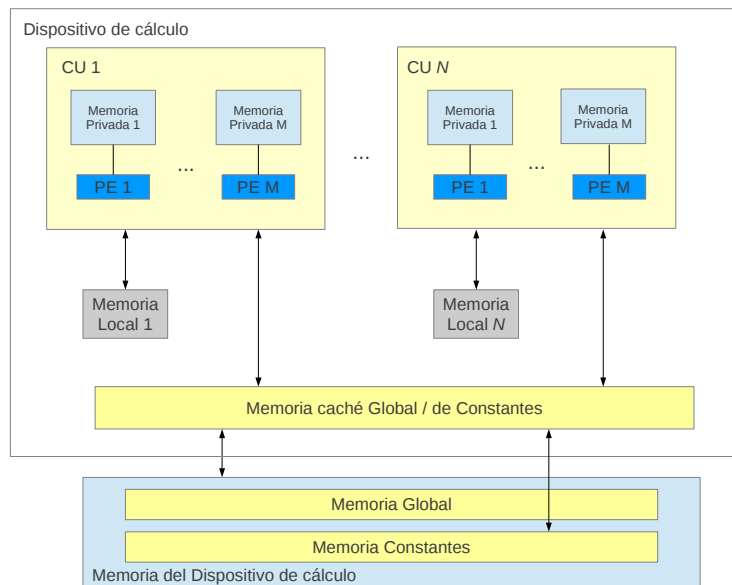 Dispositivo de cálculo
CU 1
CU N
Memoria
Privada 1
Memoria
Privada M
Memoria
Privada 1
Memoria
Privada M
...
...
...
PE 1
PE M
PE 1
PE M
Memoria
Local 1
Memoria
Local N
Memoria caché Global / de Constantes
Memoria Global
Memoria Constantes
Memoria del Dispositivo de cálculo